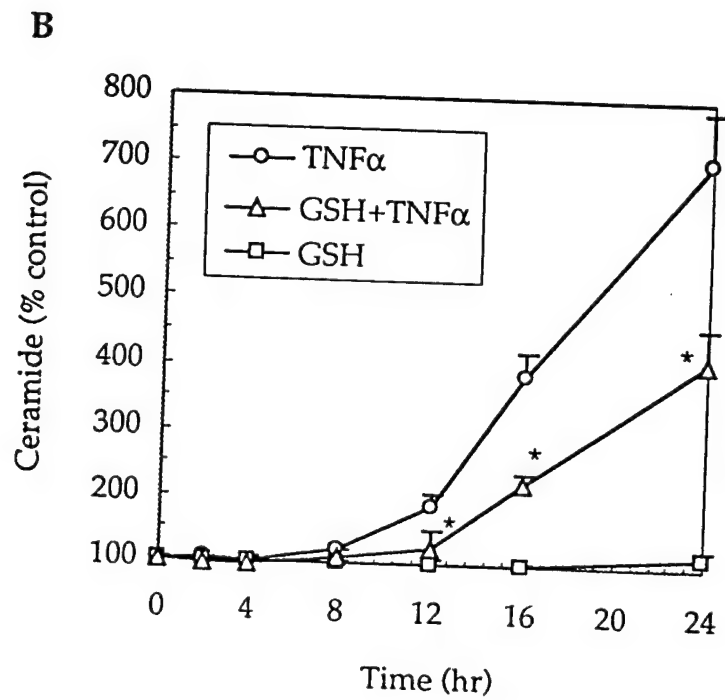 B
800
700
600
500
400
300
200
100
Ceramide (% control)
TNFα
GSH+TNFα
GSH
*
*
*
0 4 8 12 16 20 24
Time (hr)